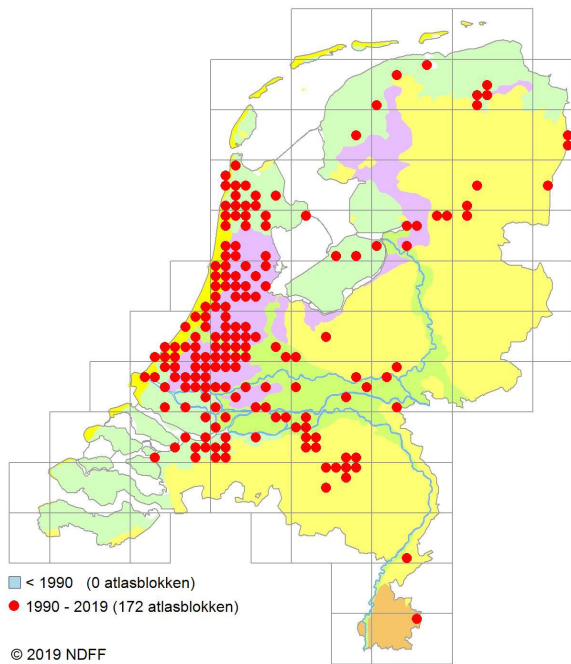 < 1990 (0 atlasblokken)
1990 - 2019 (172 atlasblokken)
© 2019 NDFF